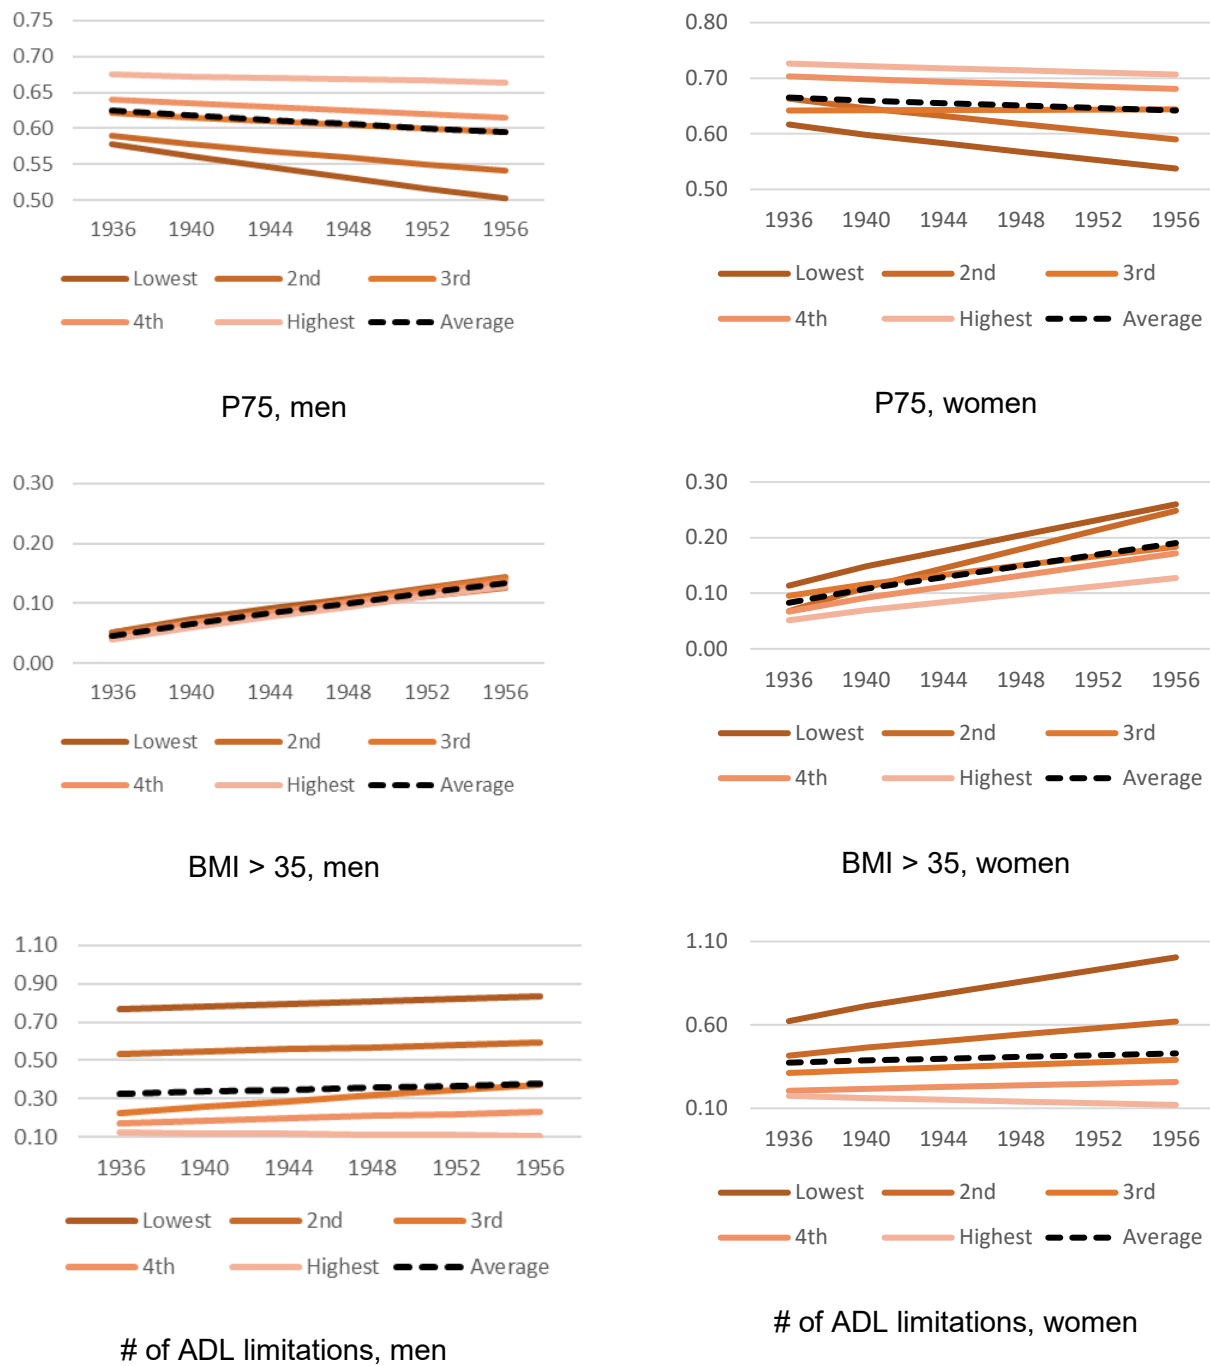 0.75
0.70
0.65
0.60
0.55
0.50
1936 1940 1944 1948 1952 1956
Lowest 2nd 3rd
4th Highest Average
P75, men
0.80
0.70
0.60
0.50
1936 1940 1944 1948 1952 1956
Lowest 2nd 3rd
4th Highest Average
P75, women
0.30
0.20
0.10
0.00
1936 1940 1944 1948 1952 1956
Lowest 2nd 3rd
4th Highest Average
BMI > 35, men
0.30
0.20
0.10
0.00
1936 1940 1944 1948 1952 1956
Lowest 2nd 3rd
4th Highest Average
BMI > 35, women
1.10
0.90
0.70
0.50
0.30
0.10
1936 1940 1944 1948 1952 1956
Lowest 2nd 3rd
4th Highest Average
# of ADL limitations, men
1.10
0.60
0.10
1936 1940 1944 1948 1952 1956
Lowest 2nd 3rd
4th Highest Average
# of ADL limitations, women